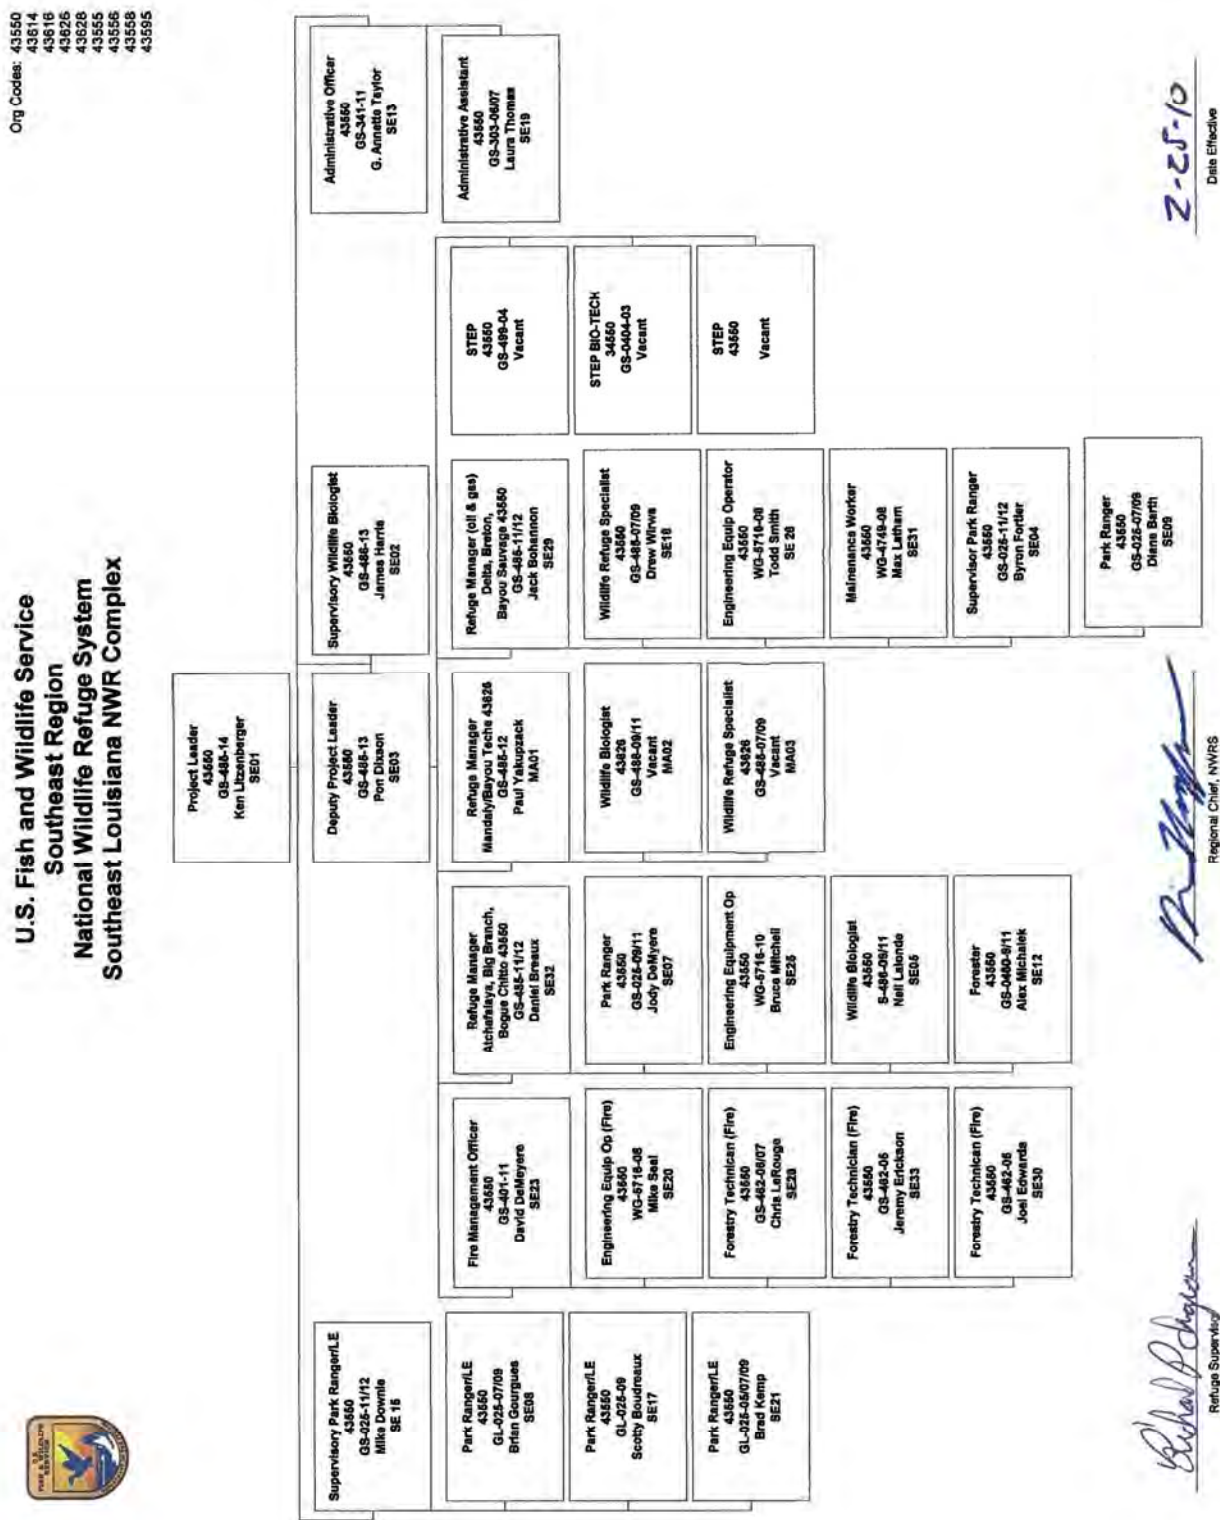 U.S. Fish and Wildlife Service
Southeast Region
National Wildlife Refuge System
Southeast Louisiana NWR Complex
Org Codes: 43550
43614
43616
43626
43628
43555
43556
43558
43595
U.S.
FISH & WILDLIFE
SERVICE
Project Leader
43550
GS-485-14
Ken Litzenberger
SE01
Supervisory Park Ranger/LE
43550
GS-025-11/12
Mike Downie
SE 15
Deputy Project Leader
43550
GS-485-13
Pon Dixson
SE03
Supervisory Wildlife Biologist
43550
GS-486-13
James Harris
SE02
Administrative Officer
43550
GS-341-11
G. Annette Taylor
SE13
Park Ranger/LE
43550
GL-025-07/09
Brian Gourgues
SE08
Park Ranger/LE
43550
GL-025-09
Scotty Boudreaux
SE17
Park Ranger/LE
43550
GL-025-05/07/09
Brad Kemp
SE21
Fire Management Officer
43550
GS-401-11
David DeMeyere
SE23
Engineering Equip Op (Fire)
43550
WG-5716-08
Mike Seal
SE20
Forestry Technican (Fire)
43550
GS-462-06/07
Chris LeRouge
SE28
Forestry Technician (Fire)
43550
GS-462-05
Jeremy Erickson
SE33
Forestry Technican (Fire)
43550
GS-462-05
Joel Edwards
SE30
Refuge Manager
Atchafalaya, Big Branch,
Bogue Chitto 43550
GS-485-11/12
Daniel Breaux
SE32
Park Ranger
43550
GS-025-09/11
Jody DeMyere
SE07
Engineering Equipment Op
43550
WG-5716-10
Bruce Mitchell
SE25
Wildlife Biologist
43550
S-486-09/11
Neil Lalonde
SE05
Forester
43550
GS-0460-9/11
Alex Michalek
SE12
Refuge Manager
Mandaly/Bayou Teche 43626
GS-485-12
Paul Yakupzack
MA01
Wildlife Biologist
43626
GS-486-09/11
Vacant
MA02
Wildlife Refuge Specialist
43626
GS-485-07/09
Vacant
MA03
Refuge Manager (oil & gas)
Delta, Breton,
Bayou Sauvage 43550
GS-485-11/12
Jack Bohannon
SE29
Wildlife Refuge Specialist
43550
GS-485-07/09
Drew Wirwa
SE18
Engineering Equip Operator
43550
WG-5716-08
Todd Smith
SE 26
Mainenancs Worker
43550
WG-4749-08
Max Latham
SE31
Supervisor Park Ranger
43550
GS-025-11/12
Byron Fortier
SE04
Park Ranger
43550
GS-025-07/09
Diane Barth
SE09
STEP
43550
GS-499-04
Vacant
STEP BIO-TECH
34550
GS-0404-03
Vacant
STEP
43550
Vacant
Administrative Assistant
43550
GS-303-06/07
Laura Thomas
SE19
Refuge Supervisor
Regional Chief, NWRS
2-25-10
Date Effective